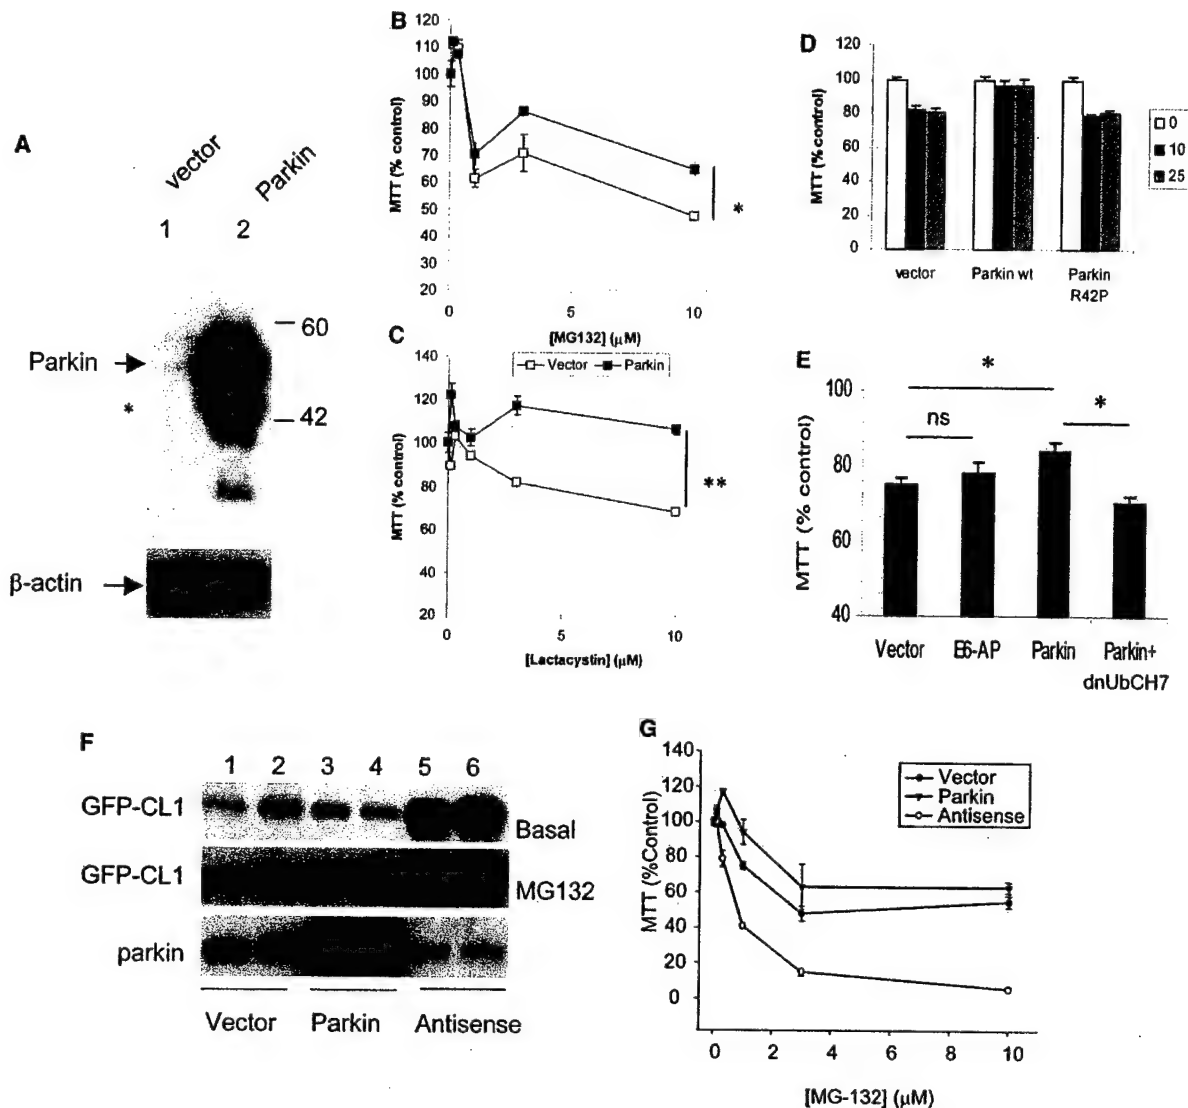 A
vector
Parkin
1 2
60
Parkin
*
42
β-actin
B
120
110
100
90
80
70
60
50
40
30
20
MTT (% control)
*
0 5 10
[MG132] (μM)
C
Vector Parkin
140
120
100
80
60
40
20
MTT (% control)
**
0 5 10
[Lactacystin] (μM)
D
120
100
80
60
40
20
0
MTT (% control)
0
10
25
vector Parkin wt Parkin
R42P
E
100
80
60
40
MTT (% control)
*
ns
*
Vector E6-AP Parkin Parkin+
dnUbCH7
F
1 2 3 4 5 6
GFP-CL1 Basal
GFP-CL1 MG132
parkin
Vector Parkin Antisense
G
140
120
100
80
60
40
20
0
MTT (%Control)
Vector
Parkin
Antisense
0 2 4 6 8 10
[MG-132] (μM)